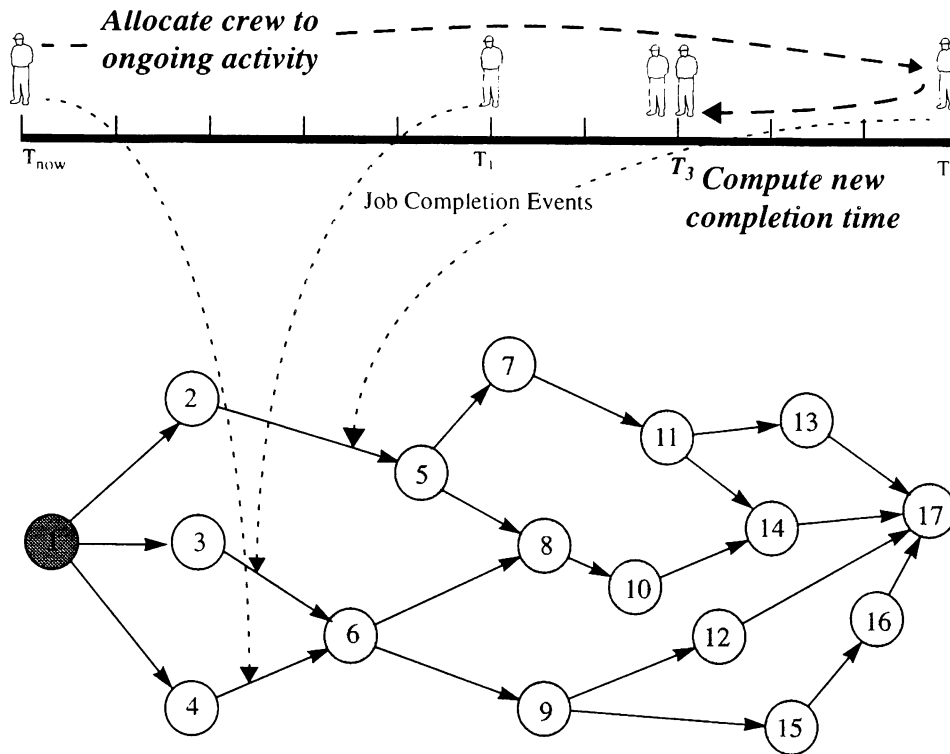 Allocate crew to
ongoing activity
T_now
T_1
T_3
T
Compute new
completion time
Job Completion Events
7
2
13
11
5
17
14
1
3
8
10
6
12
16
4
9
15